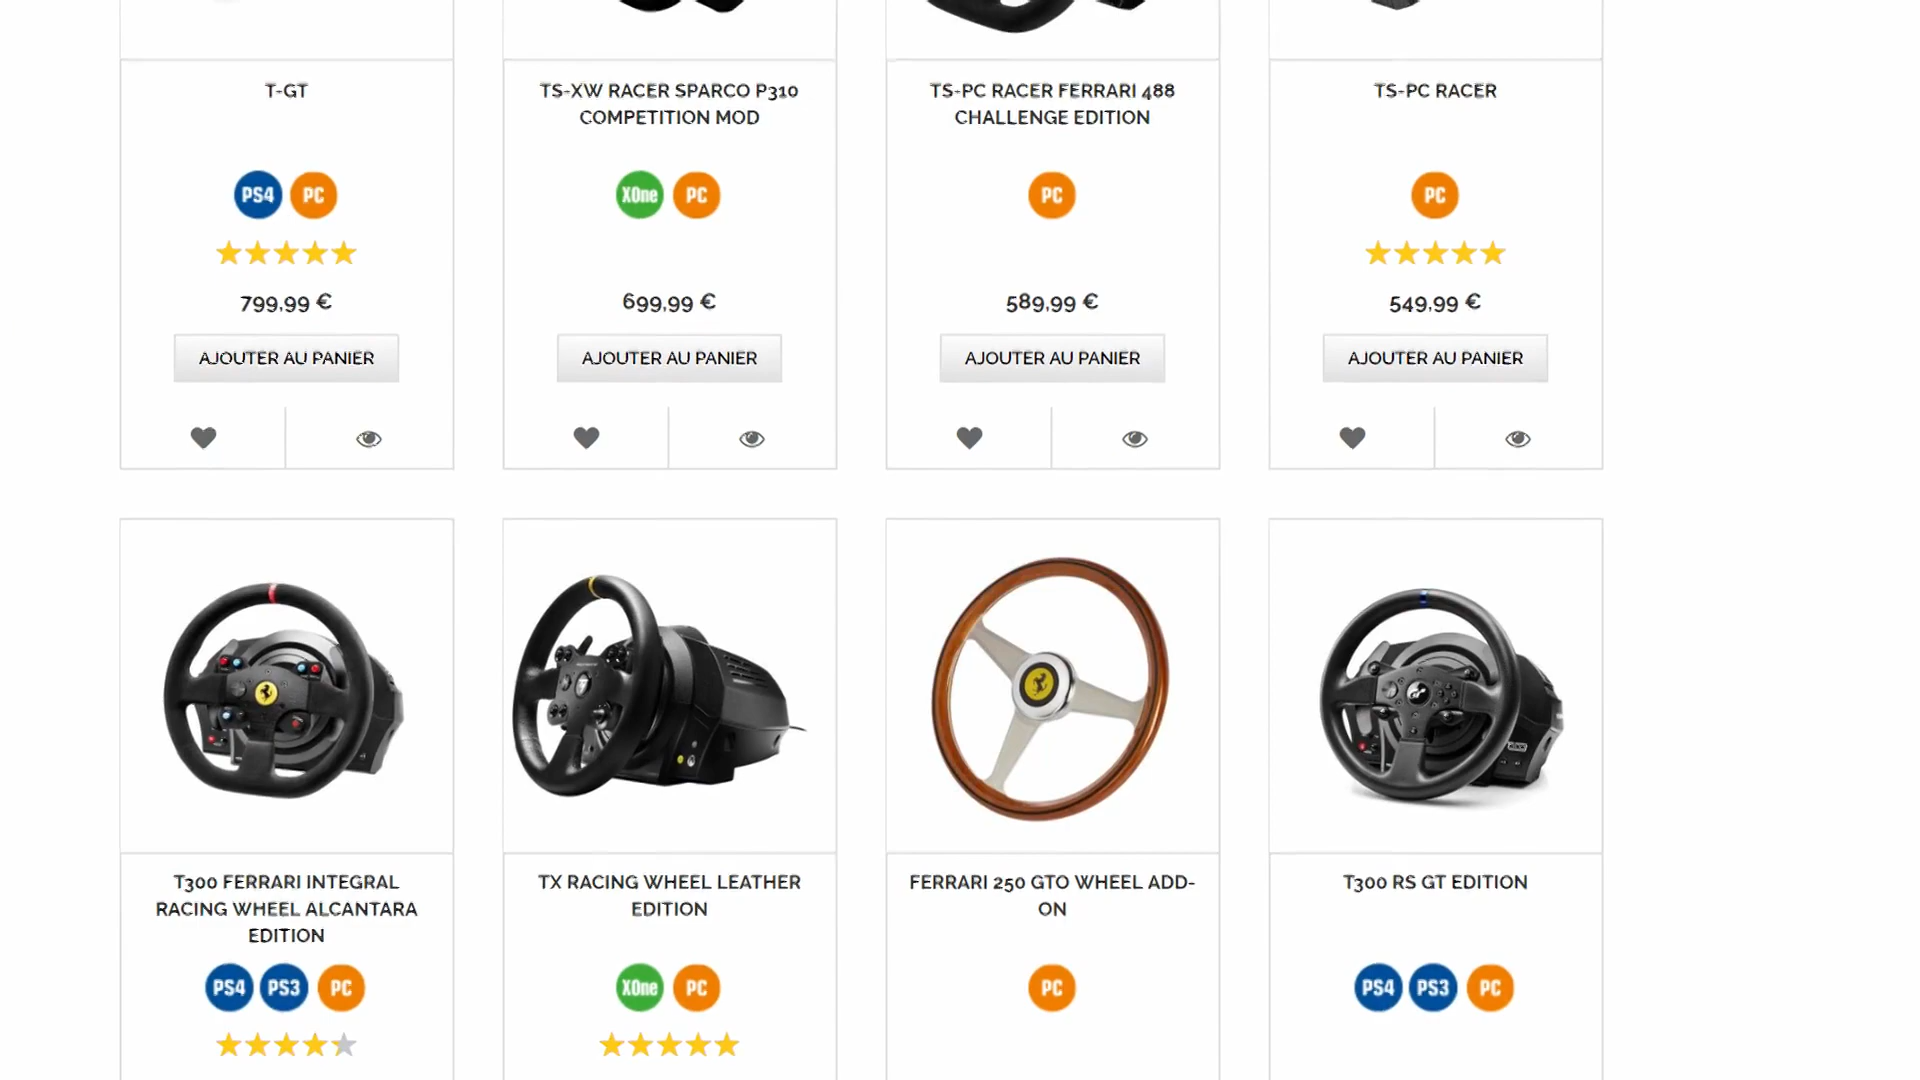 T-GT
TS-XW RACER SPARCO P310
COMPETITION MOD
TS-PC RACER FERRARI 488
CHALLENGE EDITION
TS-PC RACER
PS4 PC
XOne PC
PC
PC
799,99 €
699,99 €
589,99 €
549,99 €
AJOUTER AU PANIER
AJOUTER AU PANIER
AJOUTER AU PANIER
AJOUTER AU PANIER
T300 FERRARI INTEGRAL
RACING WHEEL ALCANTARA
EDITION
TX RACING WHEEL LEATHER
EDITION
FERRARI 250 GTO WHEEL ADD-
ON
T300 RS GT EDITION
PS4 PS3 PC
XOne PC
PC
PS4 PS3 PC